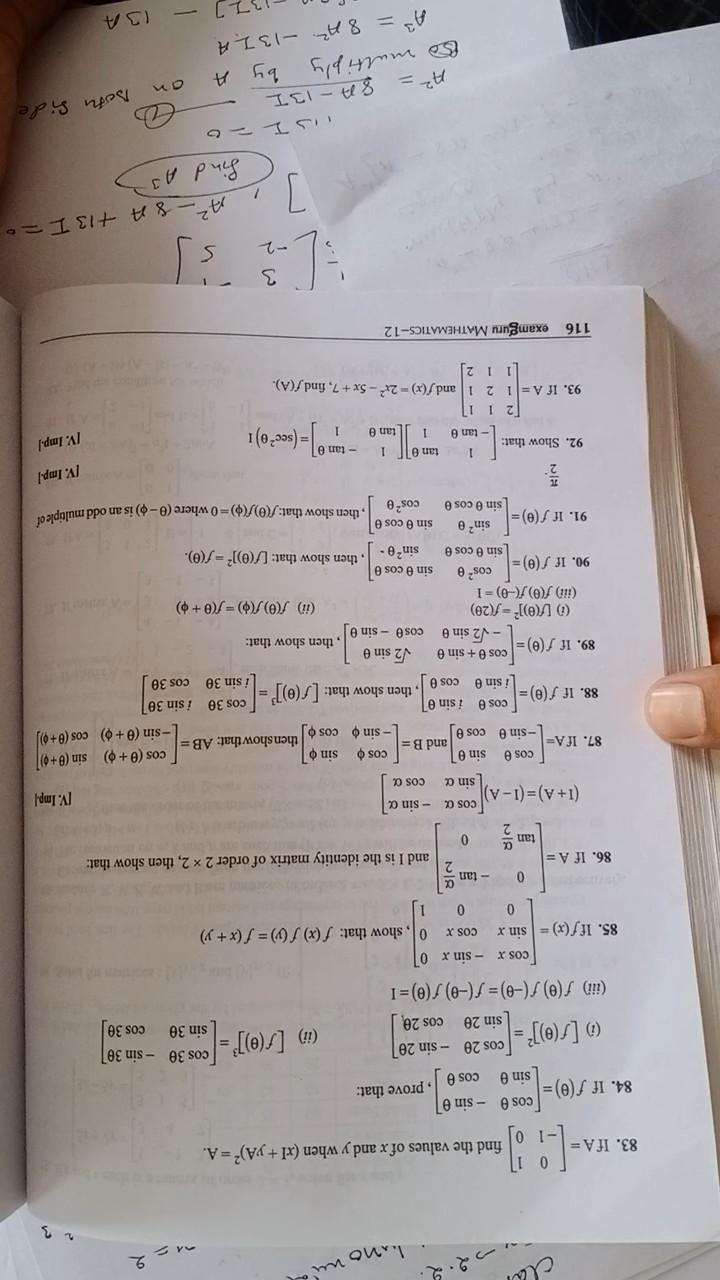 83. If A = [0 1; −1 0] find the values of x and y when (xI + yA)² = A.
84. If f(θ) = [cos θ −sin θ; sin θ cos θ], prove that:
(i) [f(θ)]² = [cos 2θ −sin 2θ; sin 2θ cos 2θ] (ii) [f(θ)]³ = [cos 3θ −sin 3θ; sin 3θ cos 3θ]
(iii) f(θ) f(−θ) = f(−θ) f(θ) = I
85. If f(x) = [cos x −sin x 0; sin x cos x 0; 0 0 1], show that: f(x) f(y) = f(x + y)
86. If A = [0 −tan α/2; tan α/2 0] and I is the identity matrix of order 2 × 2, then show that:
(I + A) = (I − A)[cos α −sin α; sin α cos α] [V. Imp.]
87. If A = [cos θ sin θ; −sin θ cos θ] and B = [cos ϕ sin ϕ; −sin ϕ cos ϕ] then show that: AB = [cos (θ + ϕ) sin (θ + ϕ); −sin (θ + ϕ) cos (θ + ϕ)]
88. If f(θ) = [cos θ i sin θ; i sin θ cos θ], then show that: [f(θ)]³ = [cos 3θ i sin 3θ; i sin 3θ cos 3θ]
89. If f(θ) = [cos θ + sin θ √2 sin θ; −√2 sin θ cos θ − sin θ], then show that:
(i) [f(θ)]² = f(2θ) (ii) f(θ) f(ϕ) = f(θ + ϕ)
(iii) f(θ) f(−θ) = 1
90. If f(θ) = [cos² θ sin θ cos θ; sin θ cos θ sin² θ], then show that: [f(θ)]² = f(θ).
91. If f(θ) = [sin² θ sin θ cos θ; sin θ cos θ cos² θ], then show that: f(θ) f(ϕ) = 0 where (θ − ϕ) is an odd multiple of
π/2. [V. Imp.]
92. Show that: [1 tan θ; −tan θ 1][1 −tan θ; tan θ 1] = (sec² θ) I [V. Imp.]
93. If A = [2 1 1; 1 2 1; 1 1 2] and f(x) = 2x² − 5x + 7, find f(A).
116 examGuru MATHEMATICS–12
A² − 8A + 13I = 0
find A³
A² = 8A − 13I
multiply by A on both side
A³ = 8A² − 13IA
− 13A